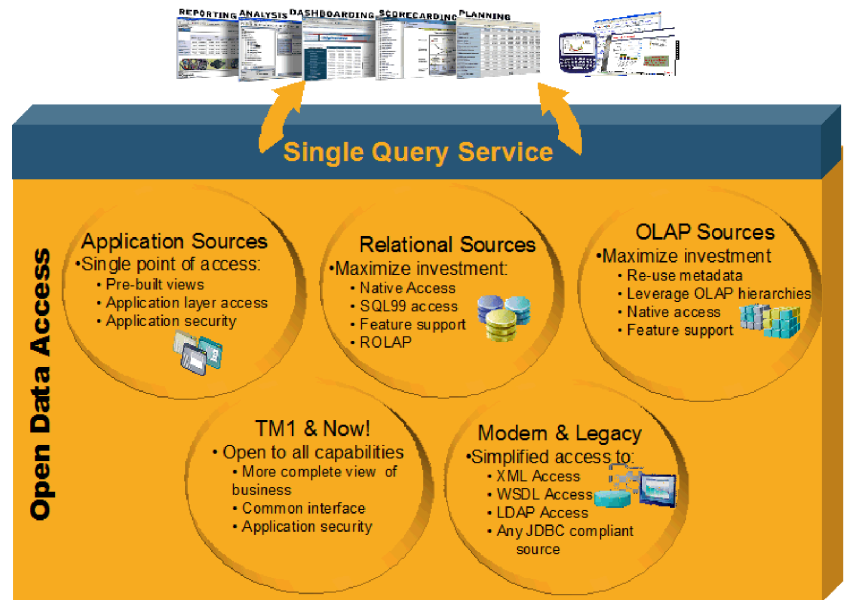 REPORTING ANALYSIS DASHBOARDING SCORECARDING PLANNING
Single Query Service
Open Data Access
Application Sources
•Single point of access:
• Pre-built views
• Application layer access
• Application security
Relational Sources
•Maximize investment:
• Native Access
• SQL99 access
• Feature support
• ROLAP
OLAP Sources
•Maximize investment
• Re-use metadata
• Leverage OLAP hierarchies
• Native access
• Feature support
TM1 & Now!
• Open to all capabilities
• More complete view of
business
• Common interface
• Application security
Modern & Legacy
•Simplified access to:
• XML Access
• WSDL Access
• LDAP Access
• Any JDBC compliant
source